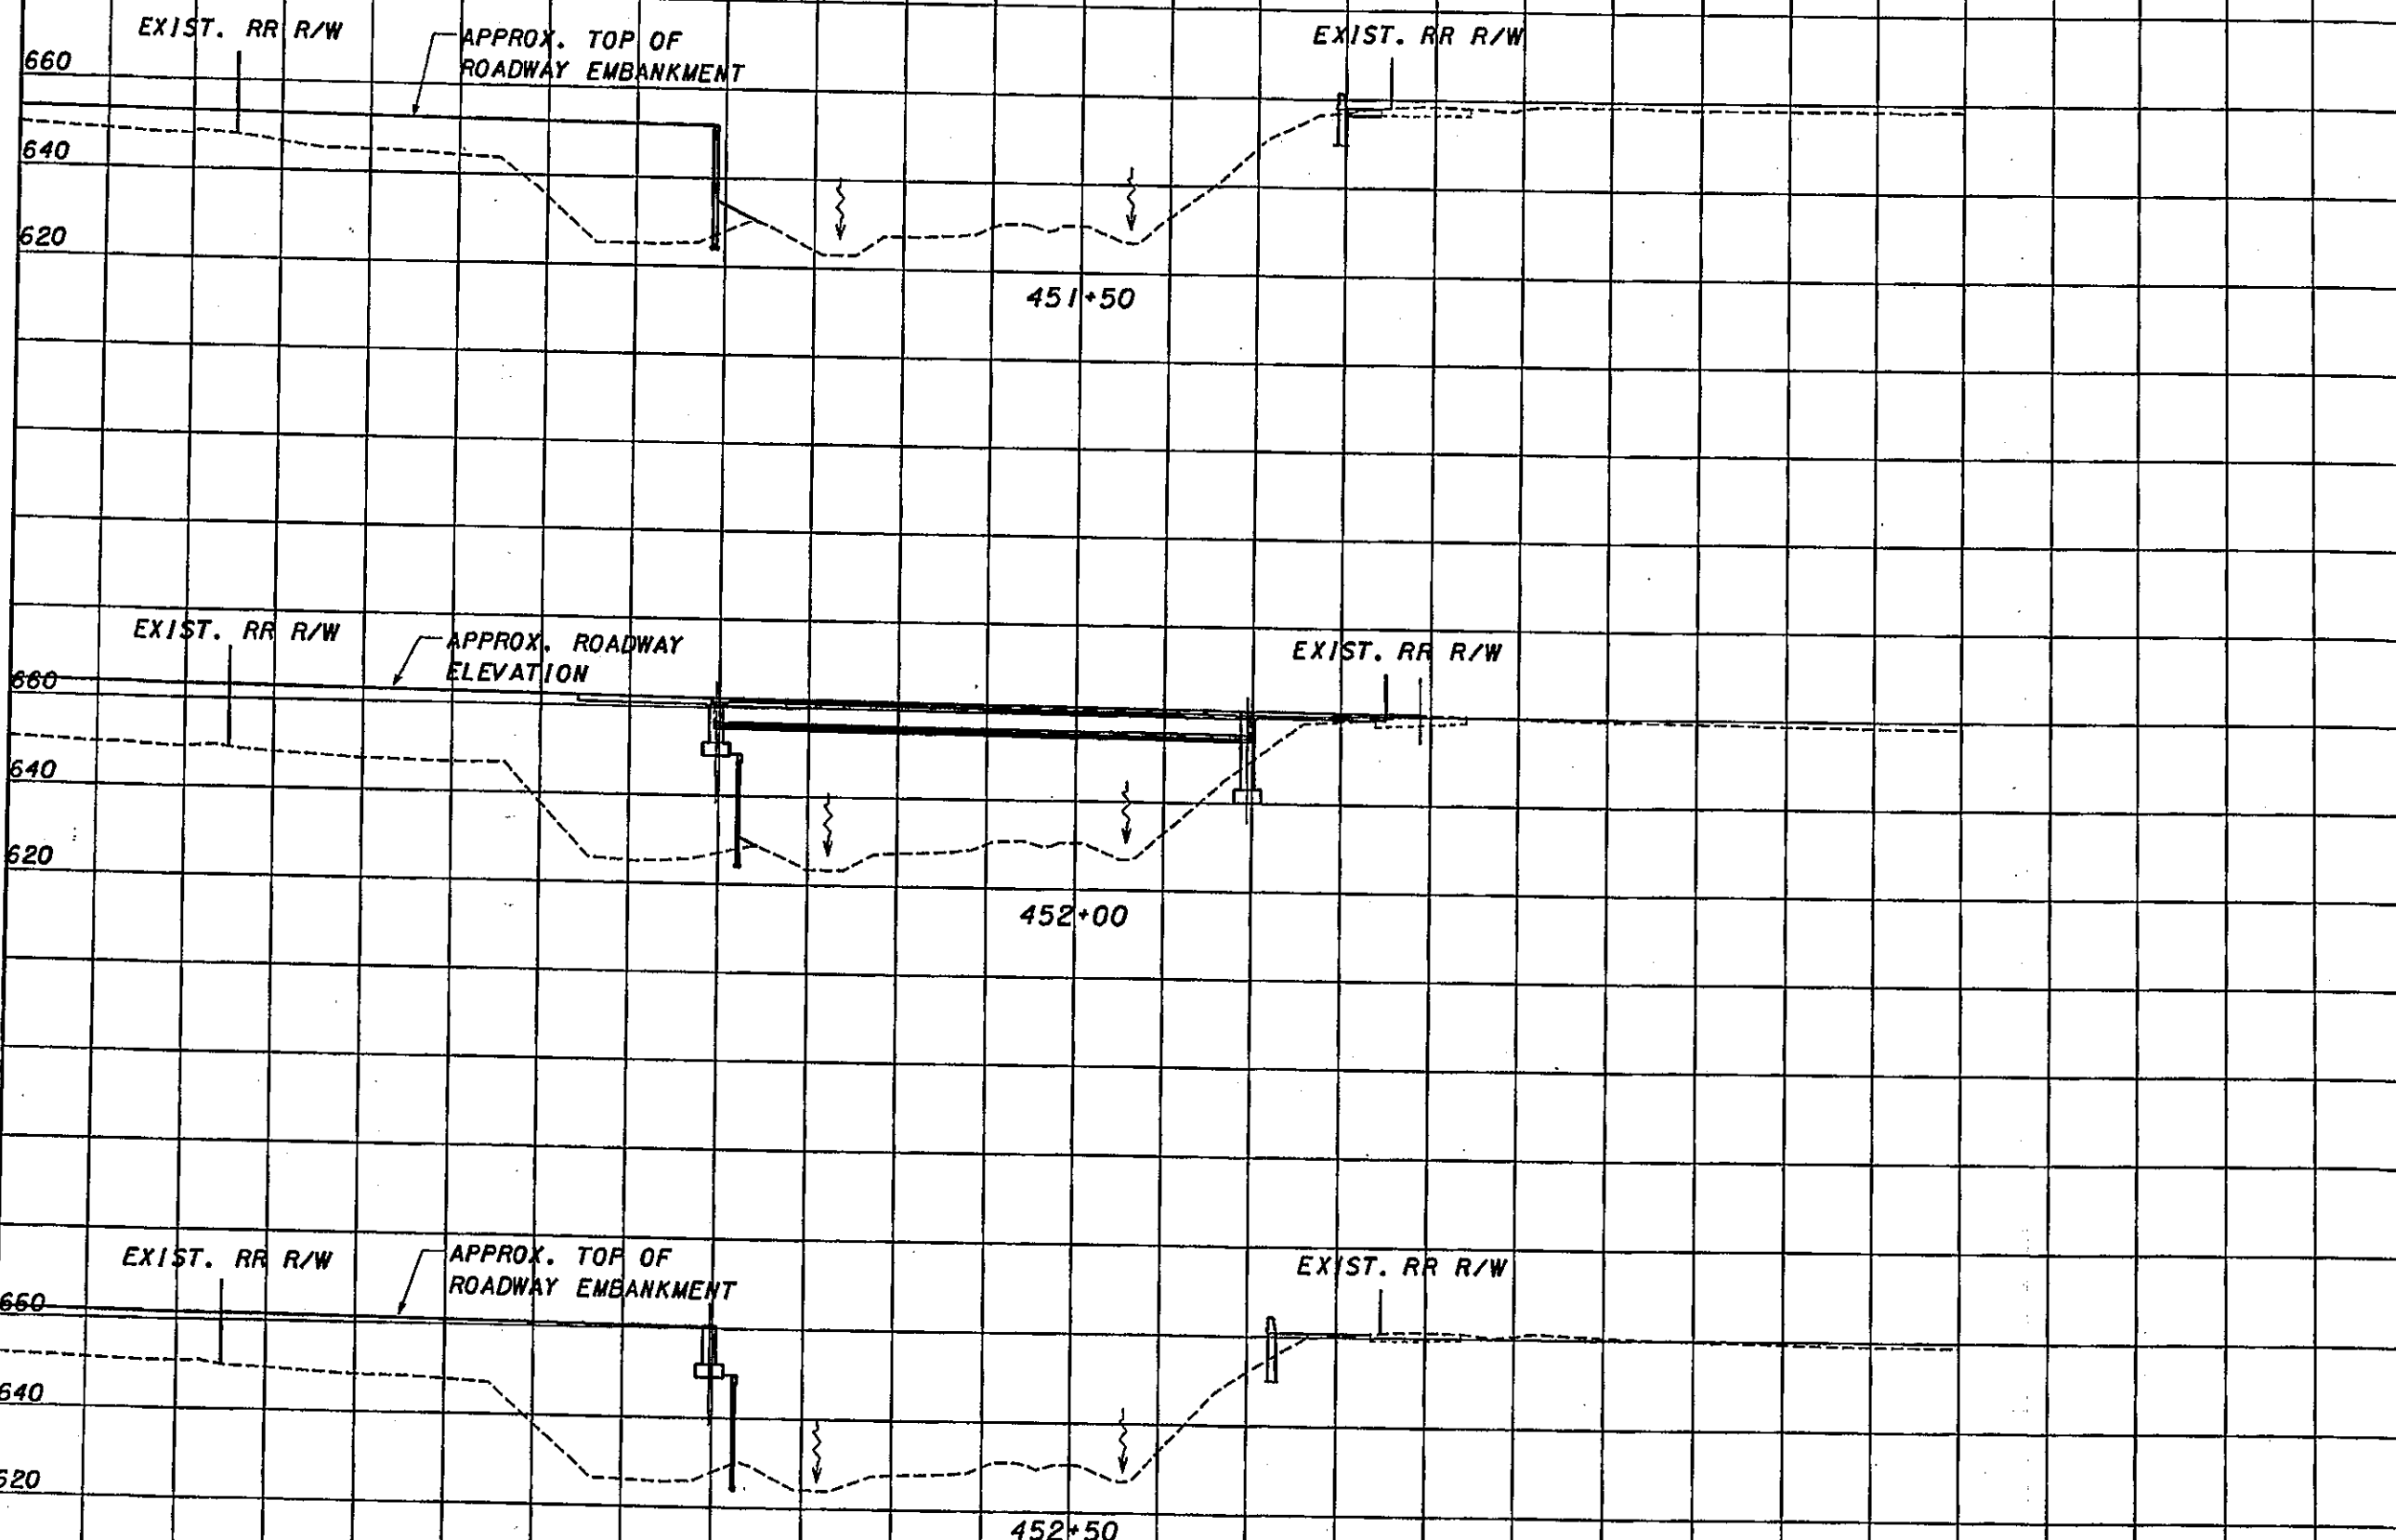 EXIST. RR R/W
APPROX. TOP OF
ROADWAY EMBANKMENT
EXIST. RR R/W
660
640
620
451+50
EXIST. RR R/W
APPROX. ROADWAY
ELEVATION
EXIST. RR R/W
660
640
620
452+00
EXIST. RR R/W
APPROX. TOP OF
ROADWAY EMBANKMENT
EXIST. RR R/W
660
640
620
452+50